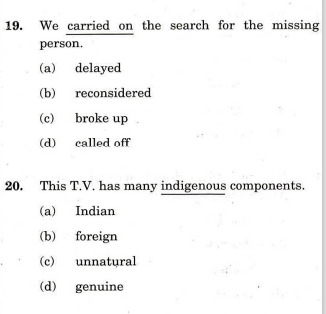 19. We carried on the search for the missing
person.
(a) delayed
(b) reconsidered
(c) broke up
(d) called off
20. This T.V. has many indigenous components.
(a) Indian
(b) foreign
(c) unnatural
(d) genuine